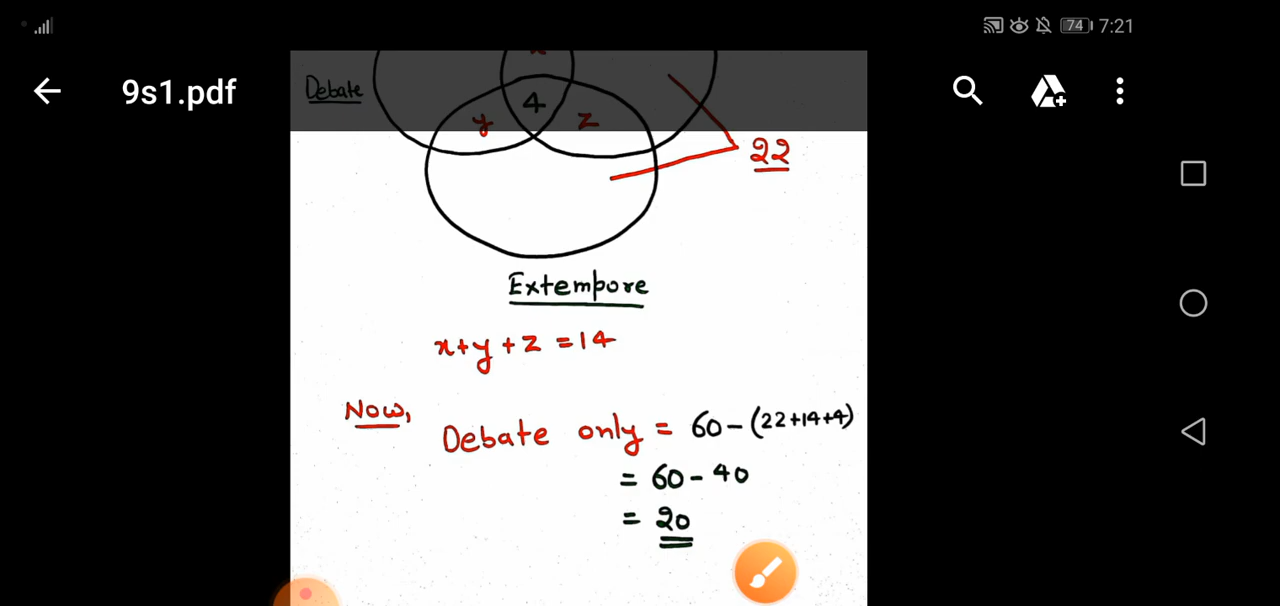 74 7:21
9s1.pdf
Debate
4
y z
22
Extempore
x+y+z=14
Now,
Debate only = 60-(22+14+4)
= 60-40
= 20